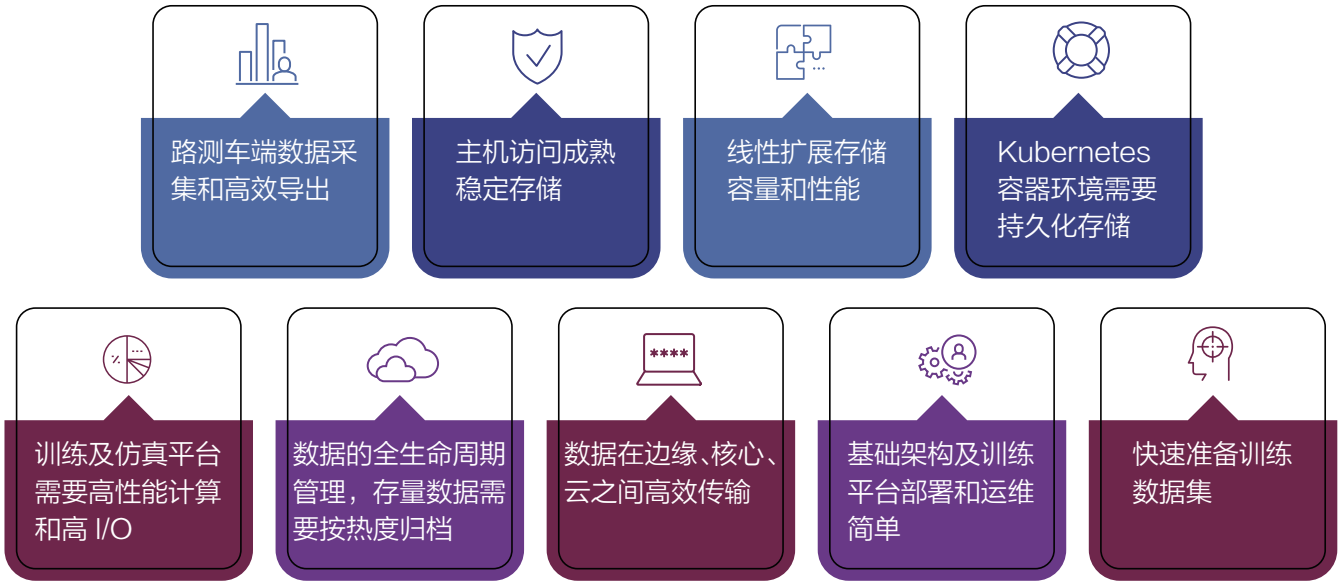 路测车端数据采
集和高效导出
主机访问成熟
稳定存储
线性扩展存储
容量和性能
Kubernetes
容器环境需要
持久化存储
训练及仿真平台
需要高性能计算
和高 I/O
数据的全生命周期
管理，存量数据需
要按热度归档
****
数据在边缘、核心、
云之间高效传输
基础架构及训练
平台部署和运维
简单
快速准备训练
数据集